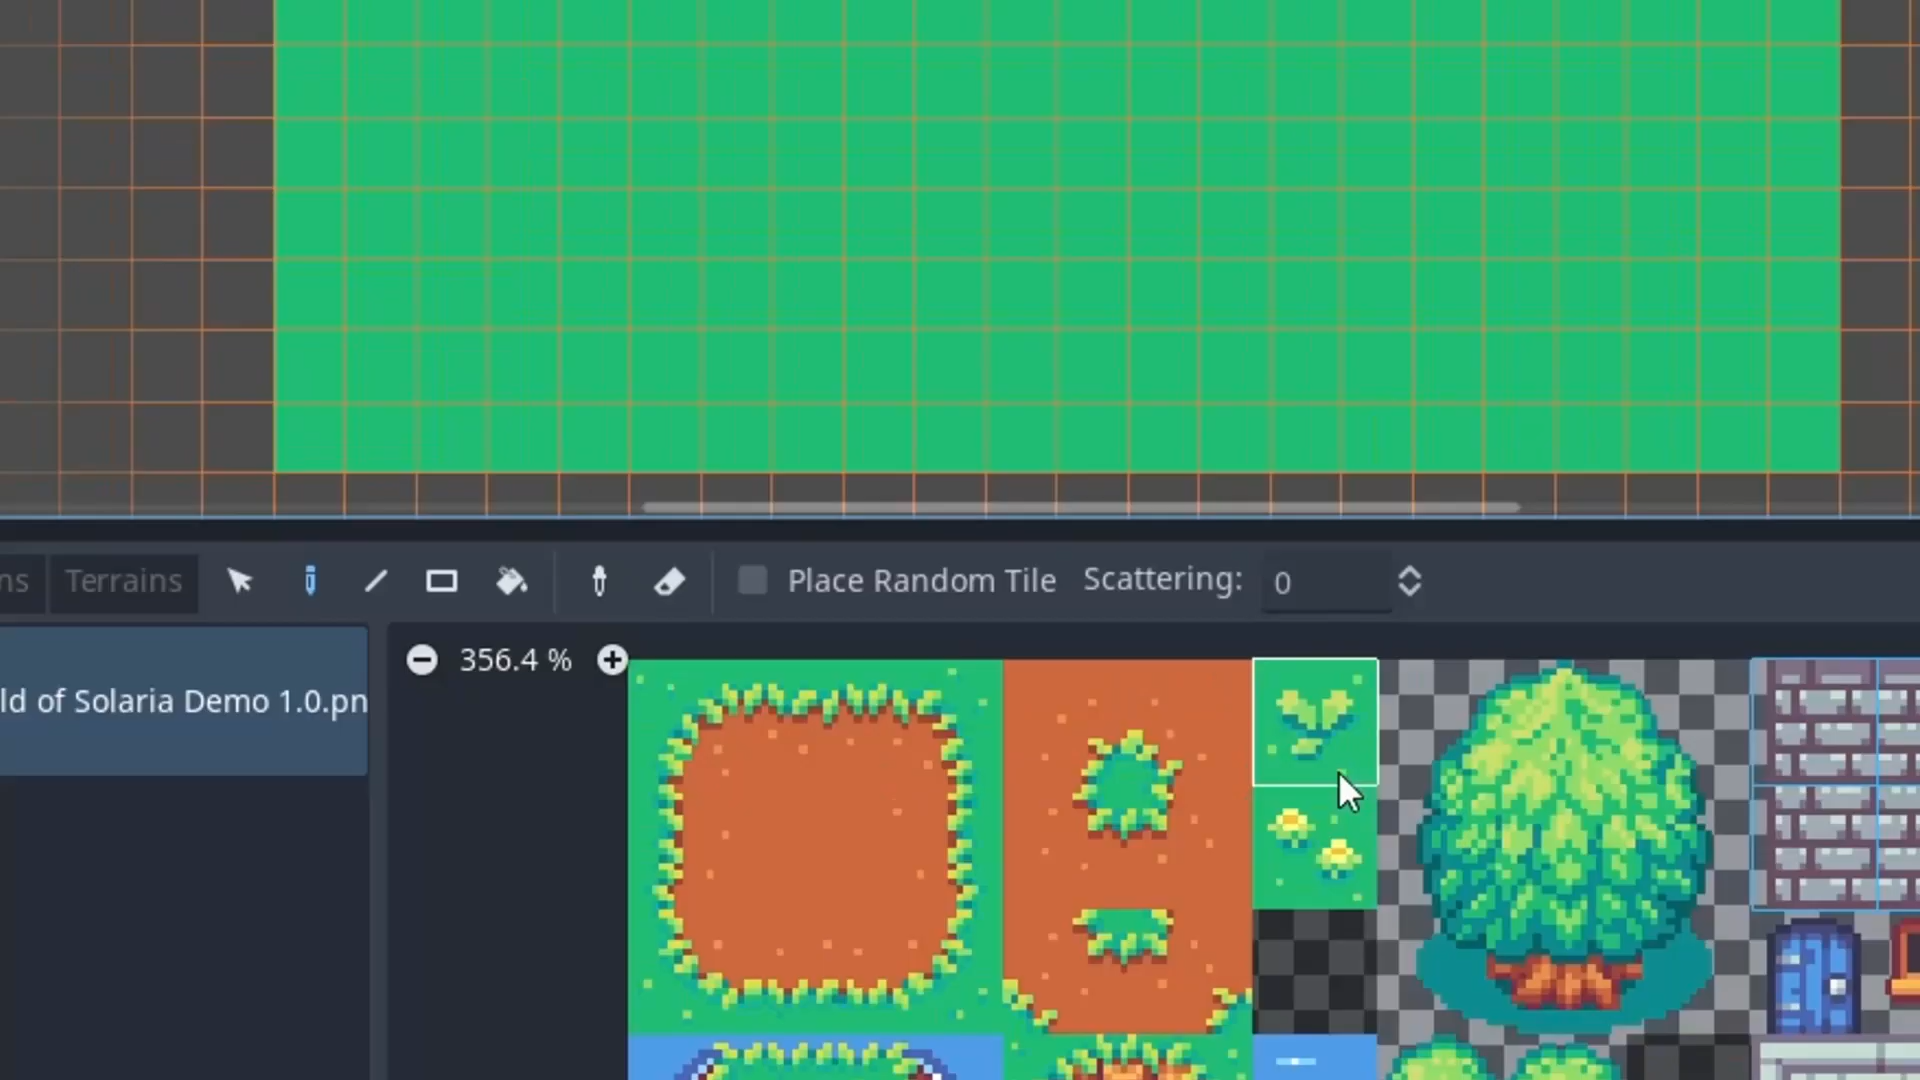 ns Terrains Place Random Tile Scattering: 0
356.4 %
ld of Solaria Demo 1.0.pn